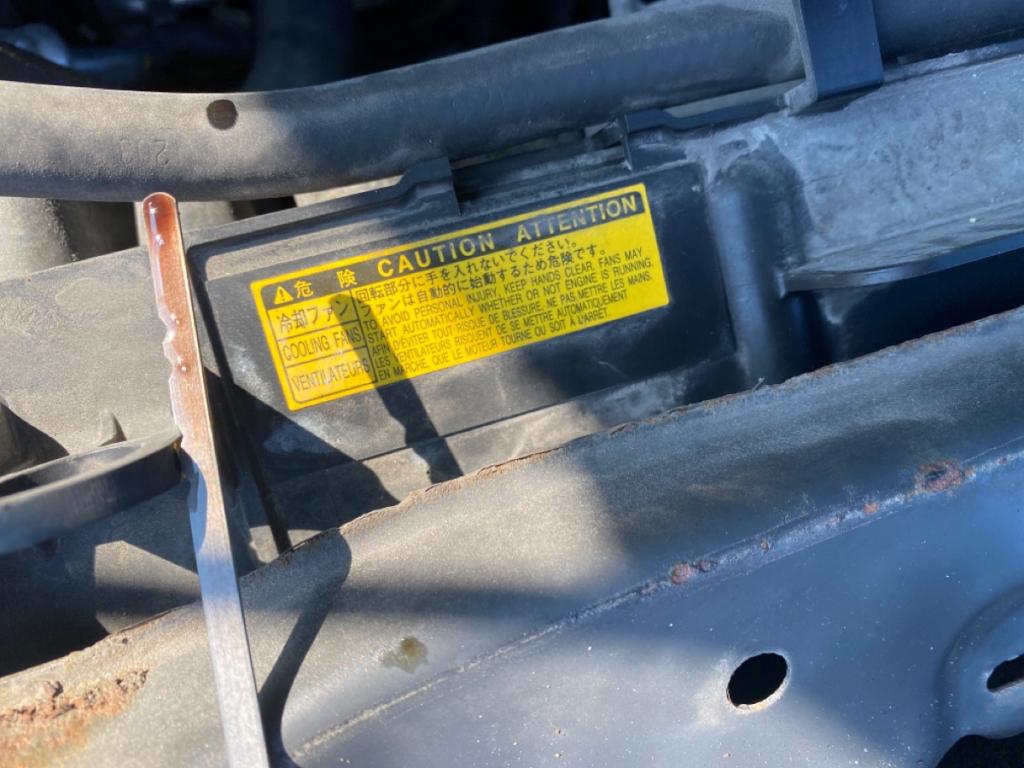 危険 CAUTION ATTENTION
冷却ファン
COOLING FANS
VENTILATEURS
回転部分に手を入れないでください。
ファンは自動的に始動するため危険です。
TO AVOID PERSONAL INJURY, KEEP HANDS CLEAR. FANS MAY
START AUTOMATICALLY WHETHER OR NOT ENGINE IS RUNNING.
AFIN D'ÉVITER TOUT RISQUE DE BLESSURE, NE PAS METTRE LES MAINS.
LES VENTILATEURS RISQUENT DE SE METTRE AUTOMATIQUEMENT
EN MARCHE, QUE LE MOTEUR TOURNE OU SOIT À L'ARRÊT.